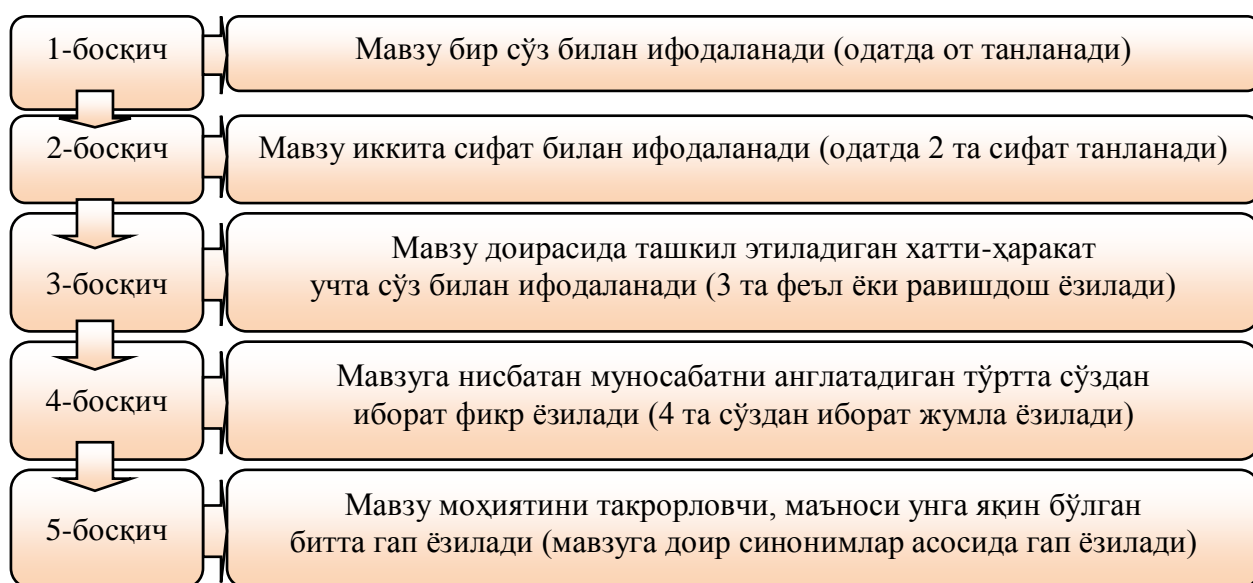 1-босқич
Мавзу бир сўз билан ифодаланади (одатда от танланади)
2-босқич
Мавзу иккита сифат билан ифодаланади (одатда 2 та сифат танланади)
3-босқич
Мавзу доирасида ташкил этиладиган хатти-ҳаракат
учта сўз билан ифодаланади (3 та феъл ёки равишдош ёзилади)
4-босқич
Мавзуга нисбатан муносабатни англатадиган тўртта сўздан
иборат фикр ёзилади (4 та сўздан иборат жумла ёзилади)
5-босқич
Мавзу моҳиятини такрорловчи, маъноси унга яқин бўлган
битта гап ёзилади (мавзуга доир синонимлар асосида гап ёзилади)